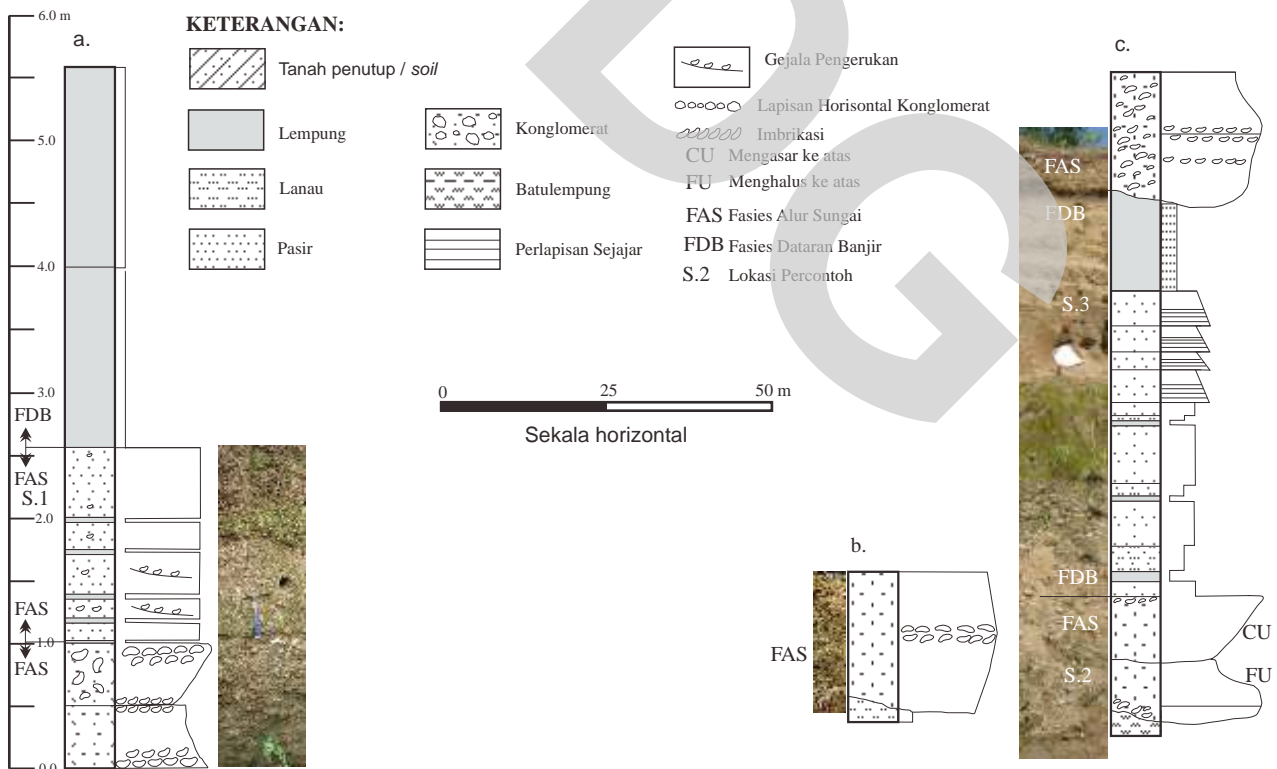 6.0 m
a.
KETERANGAN:
Tanah penutup / soil
Lempung
Lanau
Pasir
Konglomerat
Batulempung
Perlapisan Sejajar
Gejala Pengerukan
Lapisan Horisontal Konglomerat
Imbrikasi
CU Mengasar ke atas
FU Menghalus ke atas
FAS Fasies Alur Sungai
FDB Fasies Dataran Banjir
S.2 Lokasi Percontoh
5.0
4.0
3.0
FDB
FAS
S.1
2.0
FAS
1.0
FAS
0.0
0 25 50 m
Sekala horizontal
b.
FAS
c.
FAS
FDB
S.3
FDB
FAS
CU
S.2
FU
DG